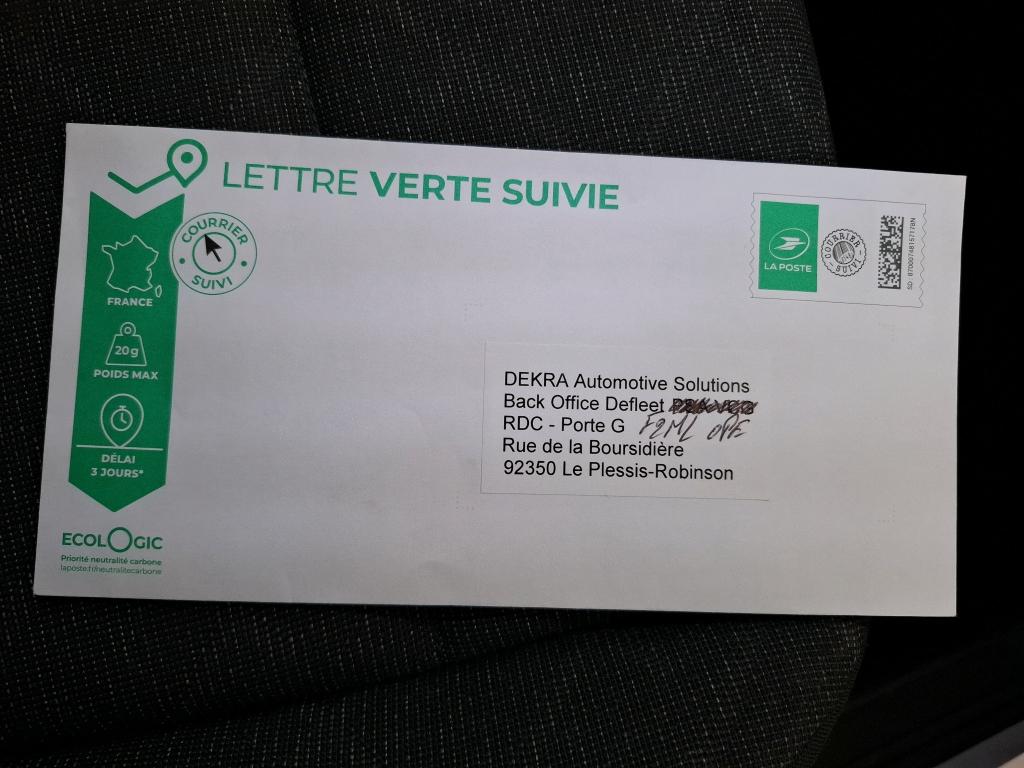 LETTRE VERTE SUIVIE
COURRIER
SUIVI
FRANCE
20g
POIDS MAX
DÉLAI
3 JOURS*
ECOLOGIC
Priorité neutralité carbone
laposte.fr/neutralitecarbone
LA POSTE
COURRIER
SUIVI
DEKRA Automotive Solutions
Back Office Defleet
RDC - Porte G
Rue de la Boursidière
92350 Le Plessis-Robinson